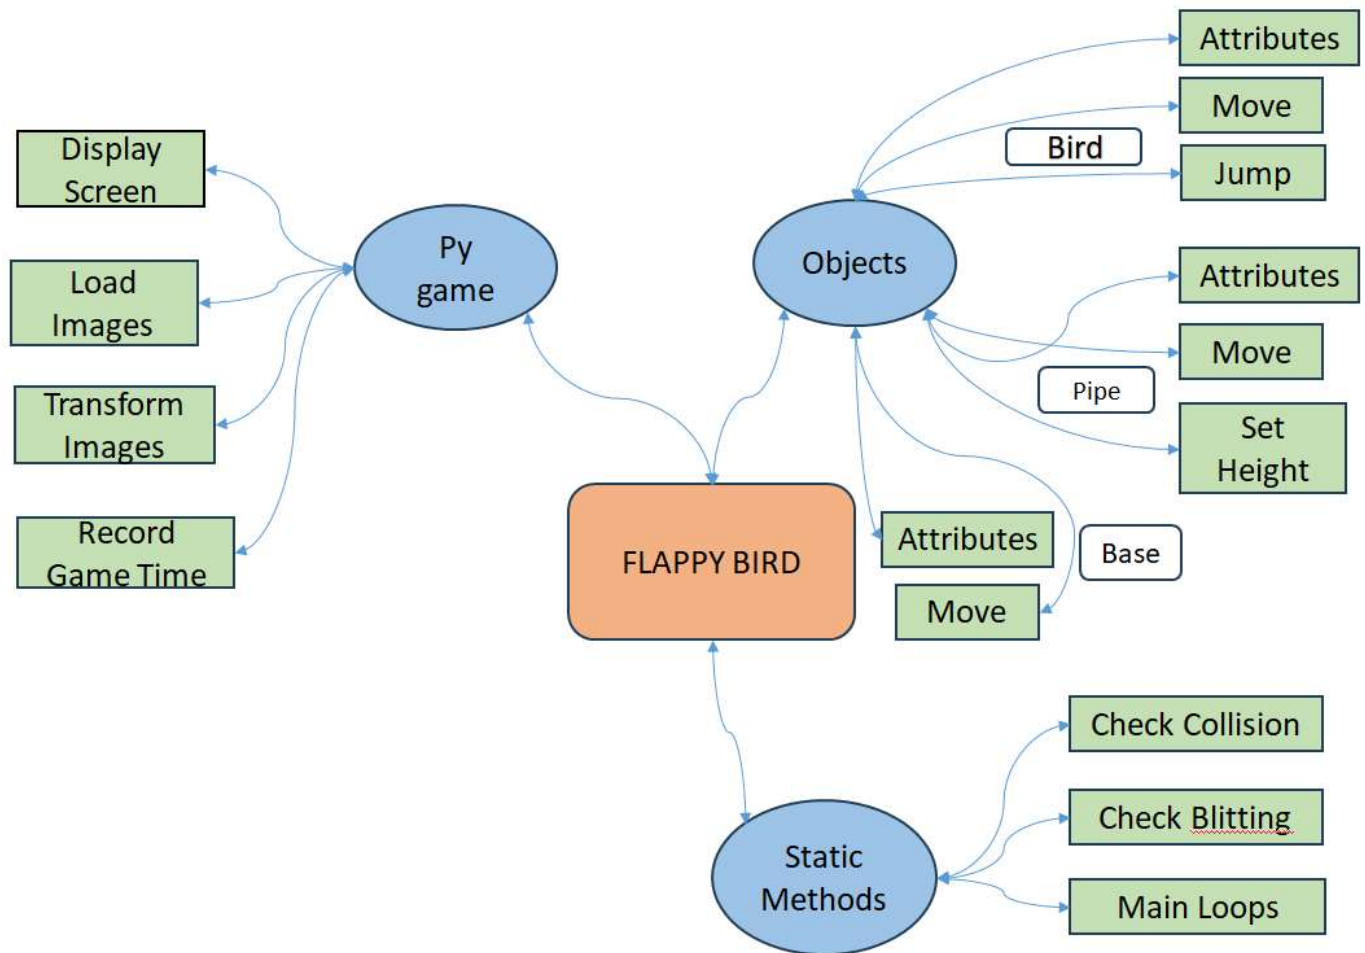 Attributes
Move
Bird
Jump
Display
Screen
Py
game
Objects
Load
Images
Attributes
Move
Pipe
Transform
Images
Set
Height
Record
Game Time
FLAPPY BIRD
Attributes
Base
Move
Check Collision
Check Blitting
Static
Methods
Main Loops